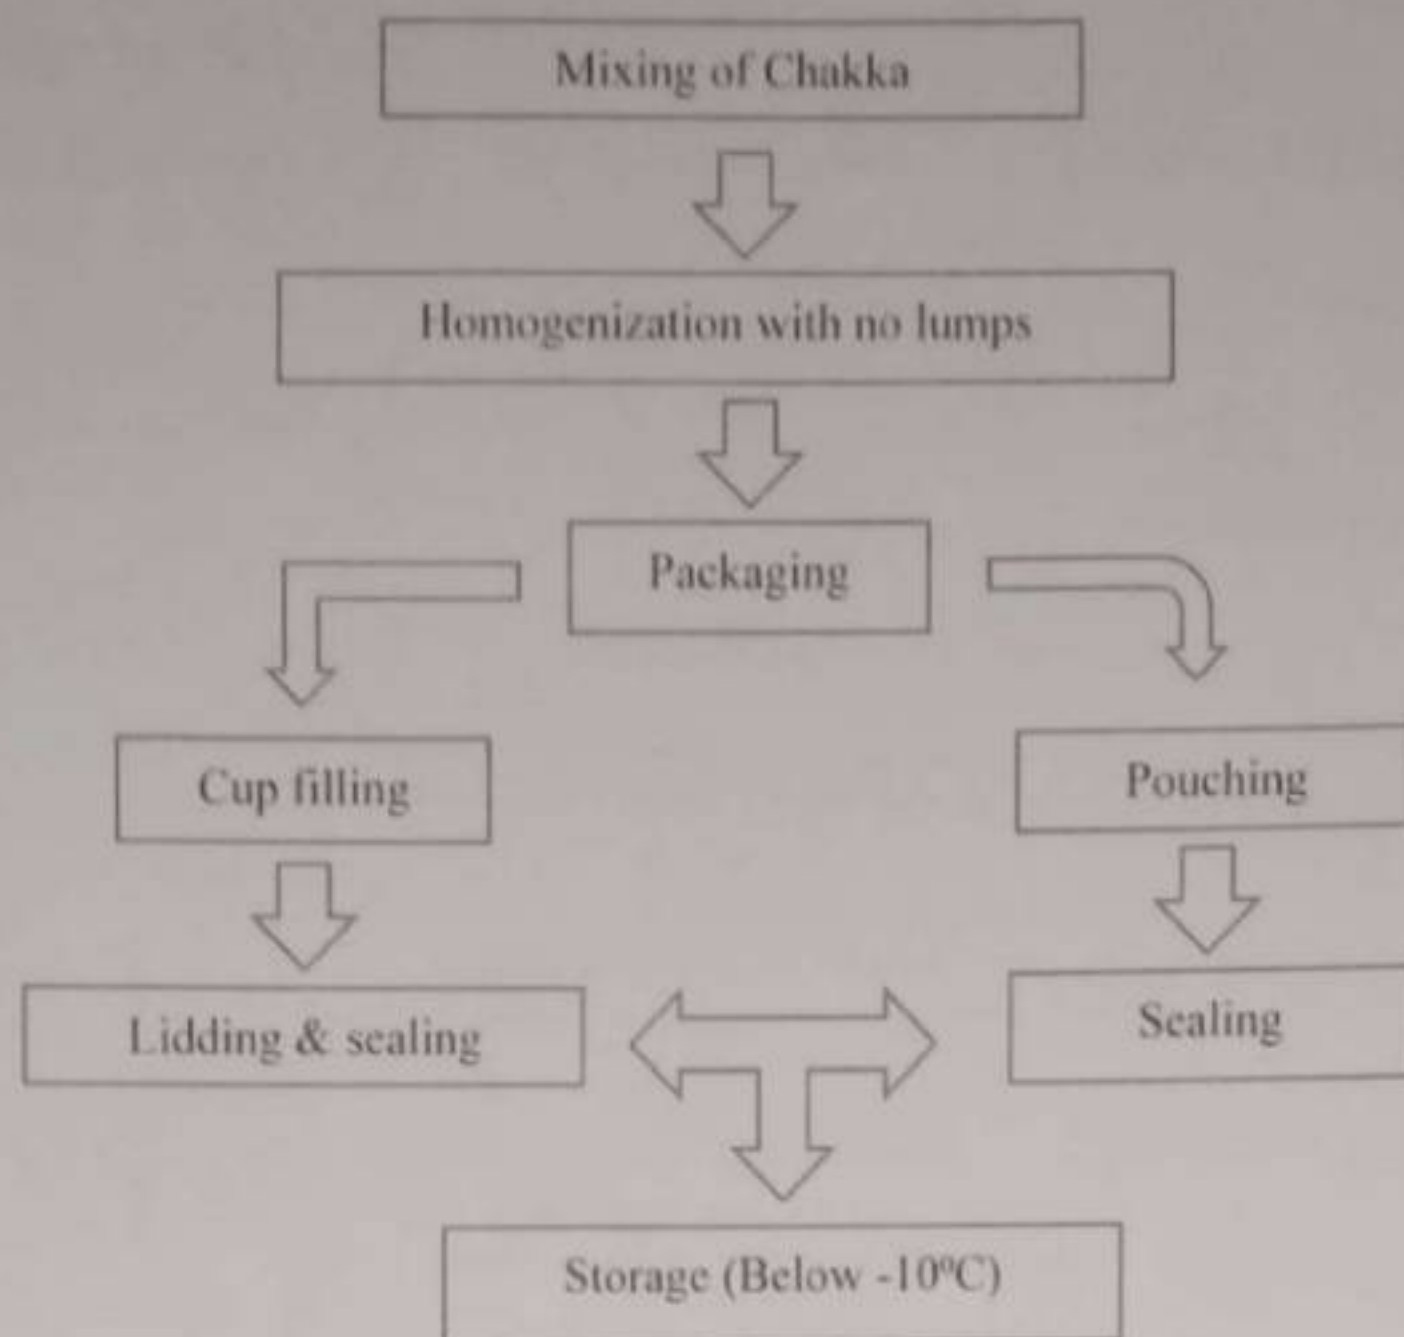 Mixing of Chakka
Homogenization with no lumps
Packaging
Cup filling
Pouching
Lidding & sealing
Sealing
Storage (Below -10ºC)